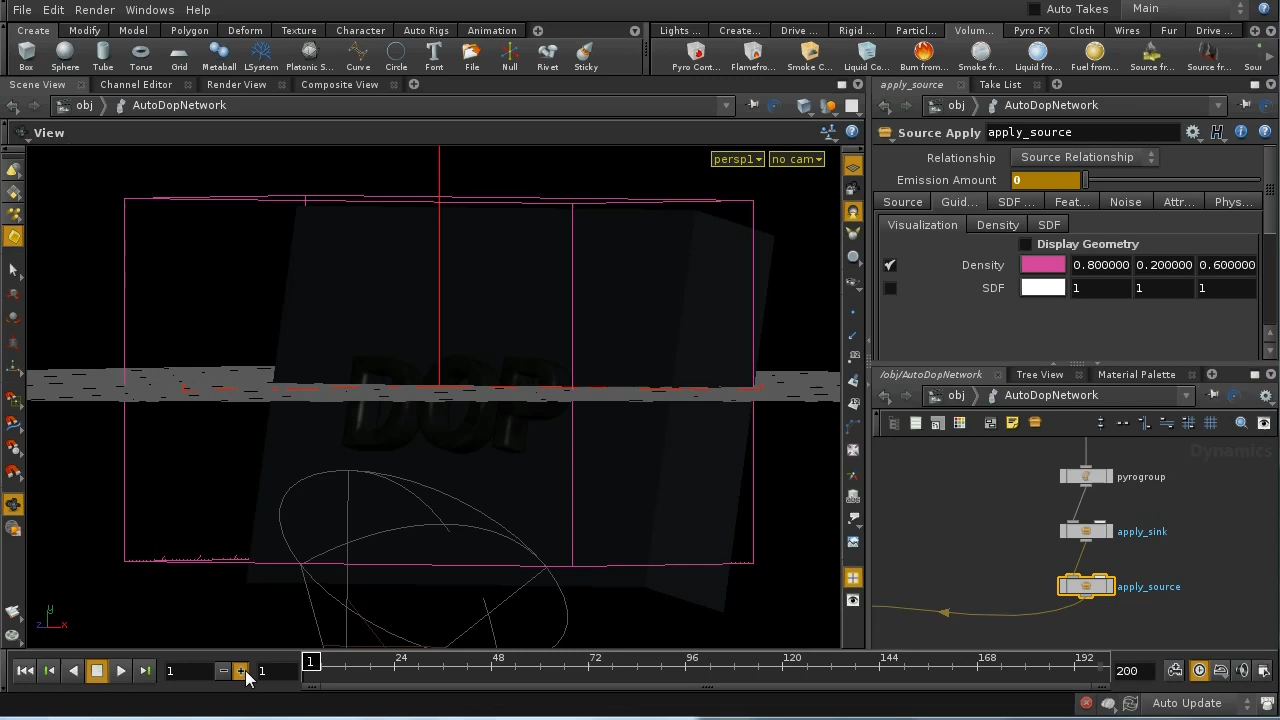 File Edit Render Windows Help Auto Takes Main
Create Modify Model Polygon Deform Texture Character Auto Rigs Animation Lights ... Create... Drive ... Rigid ... Particl... Volum... Pyro FX Cloth Wires Fur Drive ...
Box Sphere Tube Torus Grid Metaball LSystem Platonic S... Curve Circle Font File Null Rivet Sticky Pyro Cont... Flamefro... Smoke C... Liquid Co... Burn from... Smoke fr... Liquid fro... Fuel from... Source fr... Source fr... Sour
Scene View Channel Editor Render View Composite View apply_source Take List
obj AutoDopNetwork obj AutoDopNetwork
View Source Apply apply_source
persp1 no cam
Relationship Source Relationship
Emission Amount 0
Source Guid... SDF ... Feat... Noise Attr... Phys...
Visualization Density SDF
Display Geometry
Density 0.800000 0.200000 0.600000
SDF 1 1 1
DOP
/obj/AutoDopNetwork Tree View Material Palette
obj AutoDopNetwork
Dynamics
pyrogroup
apply_sink
apply_source
y
z x
1 1 1 24 48 72 96 120 144 168 192 200
Auto Update